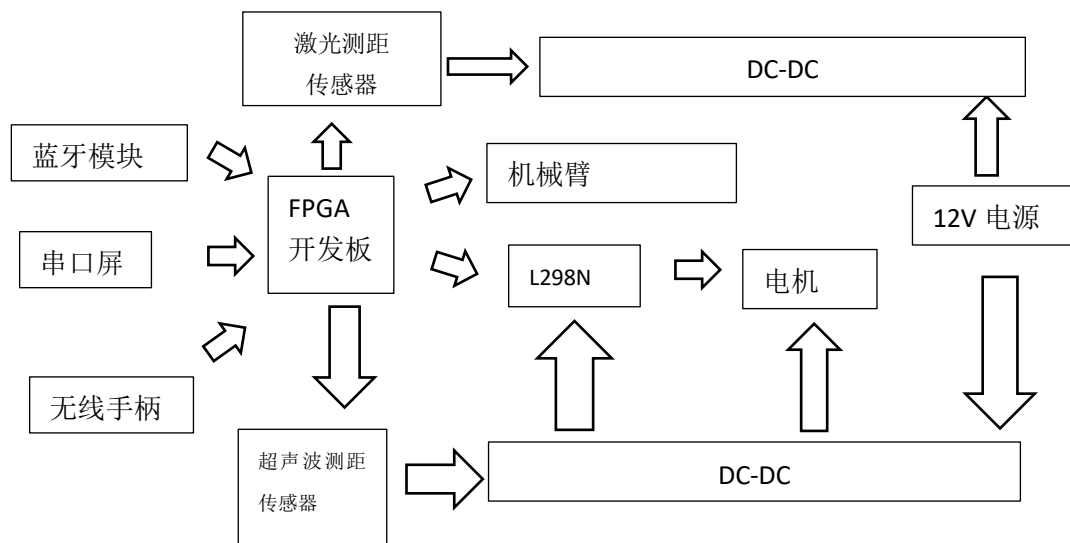 激光测距
传感器
DC-DC
蓝牙模块
FPGA
开发板
机械臂
12V 电源
串口屏
L298N
电机
无线手柄
超声波测距
传感器
DC-DC